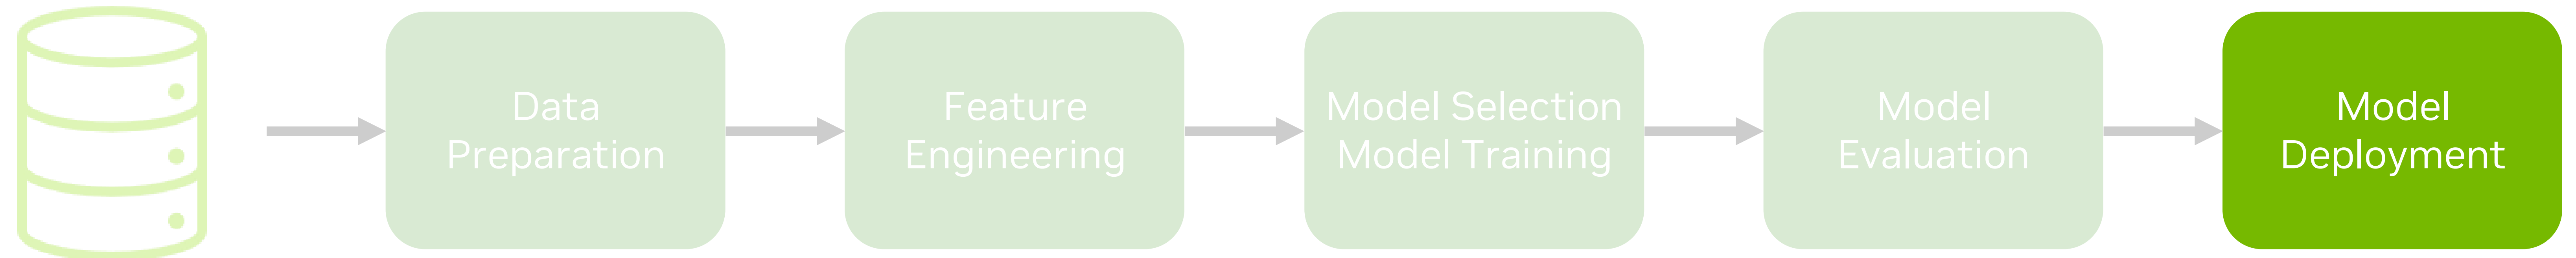 Data
Preparation
Feature
Engineering
Model Selection
Model Training
Model
Evaluation
Model
Deployment